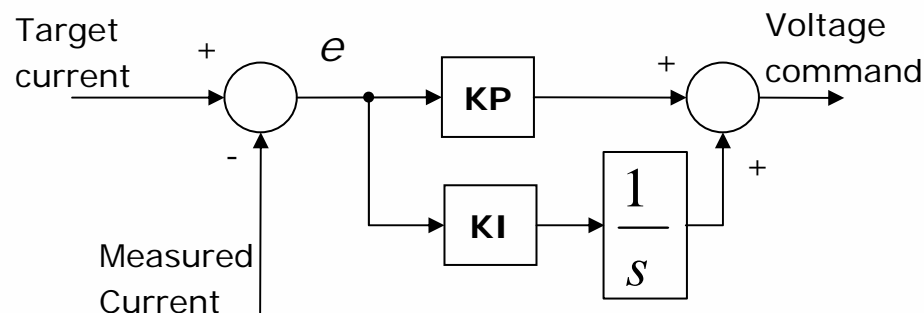 Target
current
+
e
-
Measured
Current
KP
KI
1
s
+
+
Voltage
command